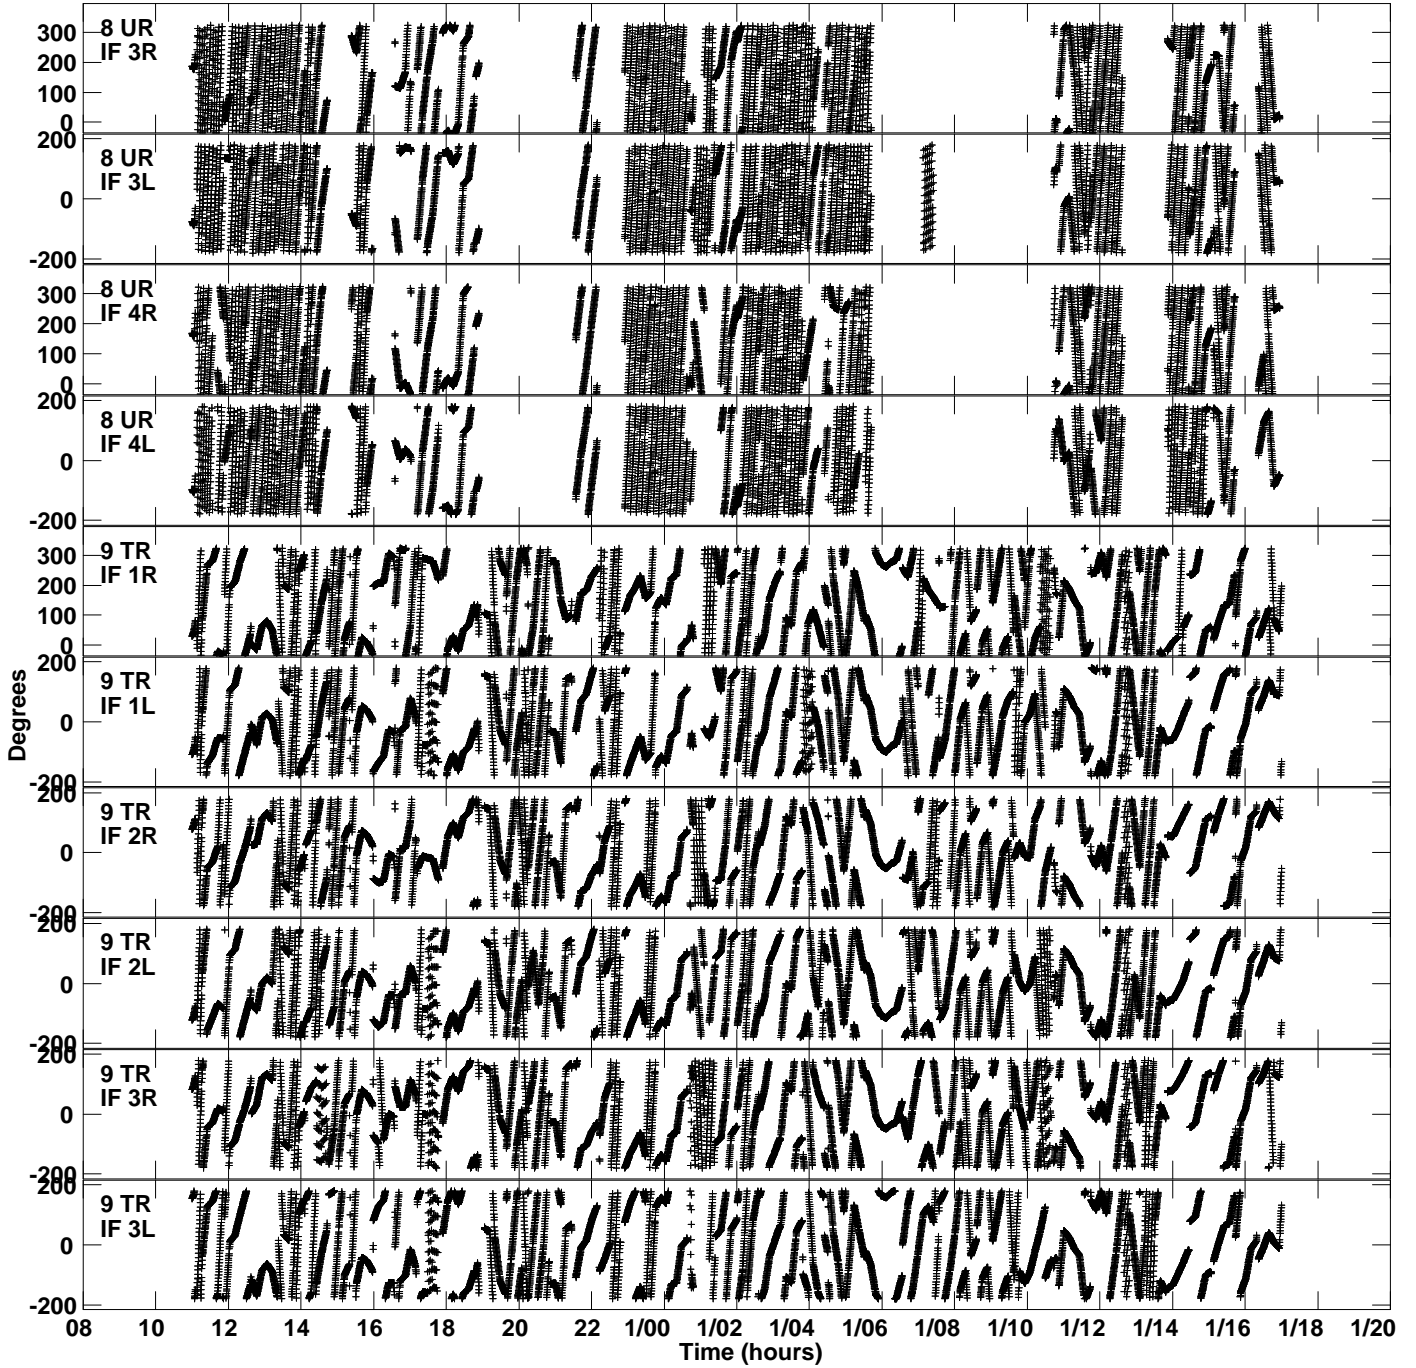 300
200
100
0
8 UR
IF 3R
200
0
-200
8 UR
IF 3L
300
200
100
0
8 UR
IF 4R
200
0
-200
8 UR
IF 4L
300
200
100
0
9 TR
IF 1R
200
0
-200
9 TR
IF 1L
200
0
-200
9 TR
IF 2R
200
0
-200
9 TR
IF 2L
200
0
-200
9 TR
IF 3R
200
0
-200
9 TR
IF 3L
Degrees
08 10 12 14 16 18 20 22 1/00 1/02 1/04 1/06 1/08 1/10 1/12 1/14 1/16 1/18 1/20
Time (hours)